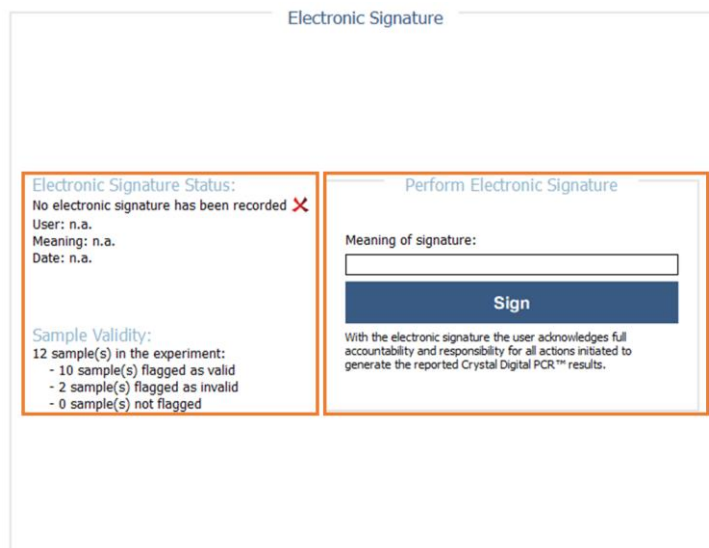 Electronic Signature
Electronic Signature Status:
No electronic signature has been recorded
User: n.a.
Meaning: n.a.
Date: n.a.
Sample Validity:
12 sample(s) in the experiment:
- 10 sample(s) flagged as valid
- 2 sample(s) flagged as invalid
- 0 sample(s) not flagged
Perform Electronic Signature
Meaning of signature:
Sign
With the electronic signature the user acknowledges full
accountability and responsibility for all actions initiated to
generate the reported Crystal Digital PCR™ results.